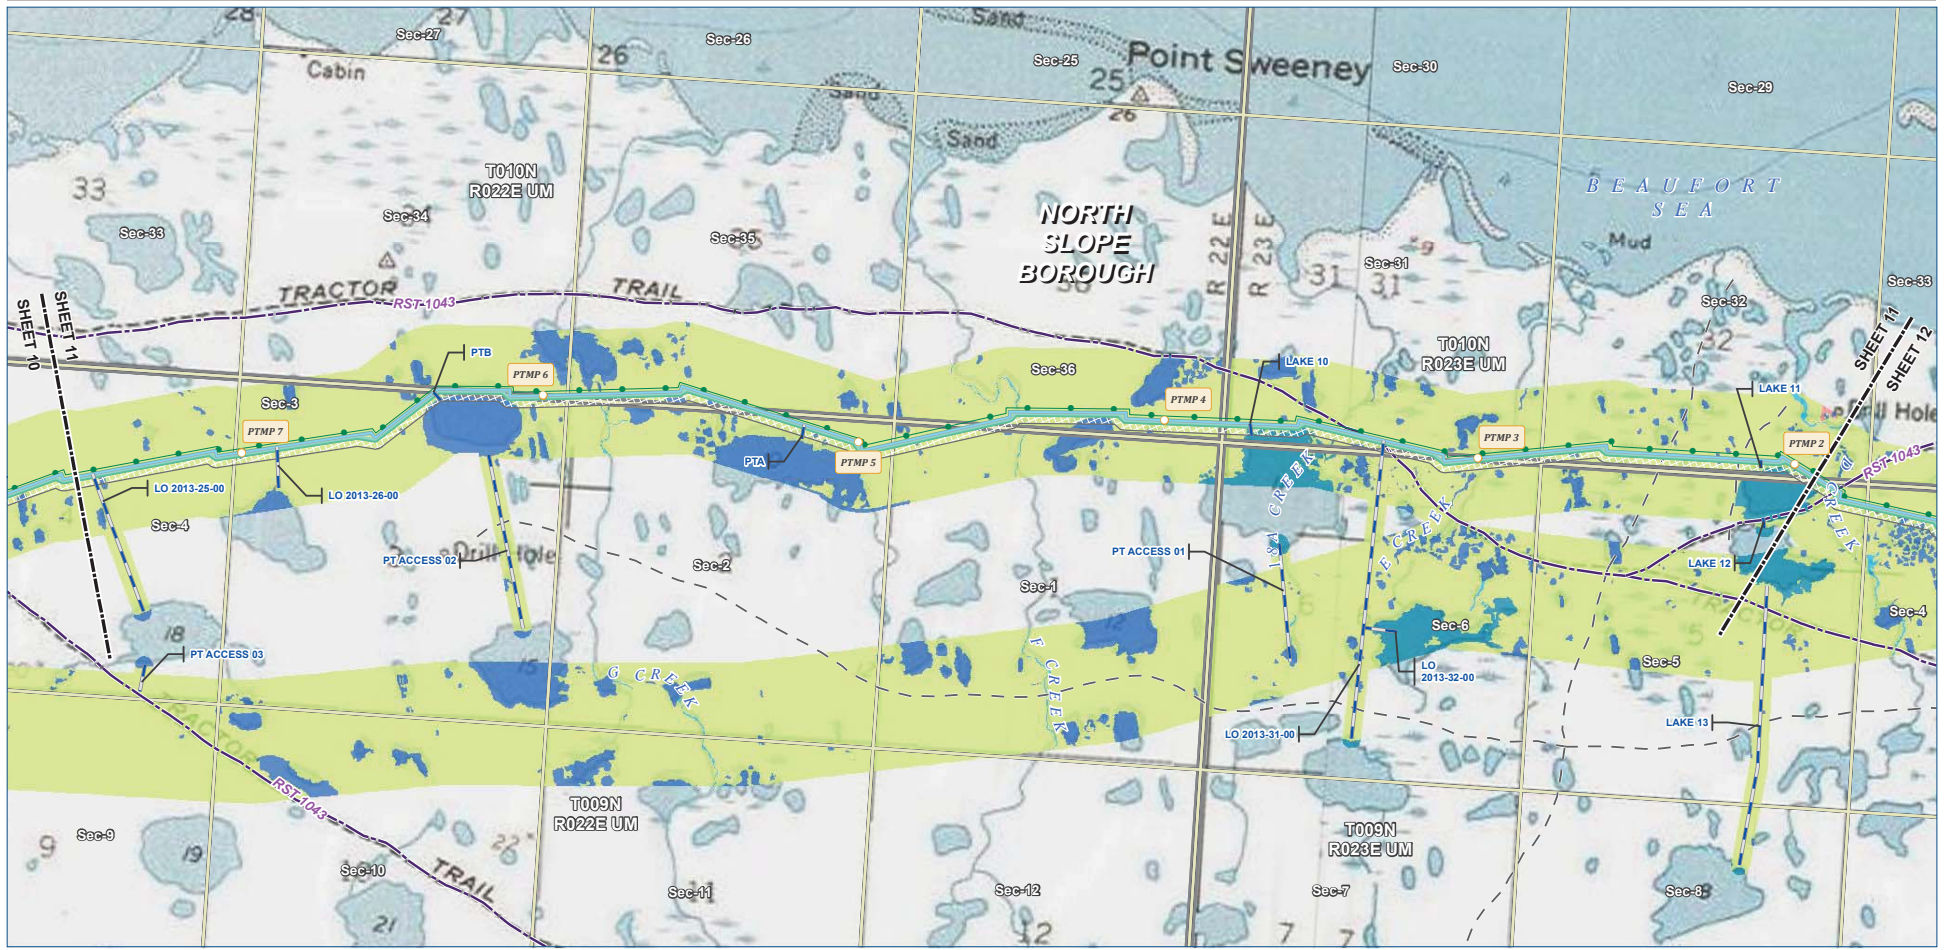 28
27
Sec-27
26
Sec-26
Cabin
Sand
Sec-25
25
Point Sweeney
Sec-30
Sec-29
Sand
26
Sand
33
Sec-33
T010N
R022E UM
Sec-34
Sec-35
NORTH
SLOPE
BOROUGH
R 22 E
R 23 E
BEAUFORT
SEA
Mud
9
31
31
Sec-31
Sec-32
32
Sec-33
TRACTOR
RST 1043
TRAIL
SHEET 10
SHEET 11
SHEET 11
SHEET 12
PTB
PTMP 6
Sec-36
LAKE 10
T010N
R023E UM
LAKE 11
Drill Hole
Sec-3
PTMP 7
PTMP 4
PTMP 3
PTMP 2
PTA
PTMP 5
RST 1043
LO 2013-25-00
LO 2013-26-00
Sec-4
CREEK
E CREEK
CREEK
PT ACCESS 02
Drill Hole
Sec-2
PT ACCESS 01
Sec-1
LAKE 12
6
12
Sec-6
5
Sec-4
18
PT ACCESS 03
15
G CREEK
F CREEK
LO
2013-32-00
Sec-5
TRACTOR
LO 2013-31-00
LAKE 13
RST 1043
T009N
R022E UM
T009N
R023E UM
9
Sec-9
19
22
Sec-10
TRAIL
Sec-11
11
Sec-12
Sec-7
Sec-8
21
12
7
7